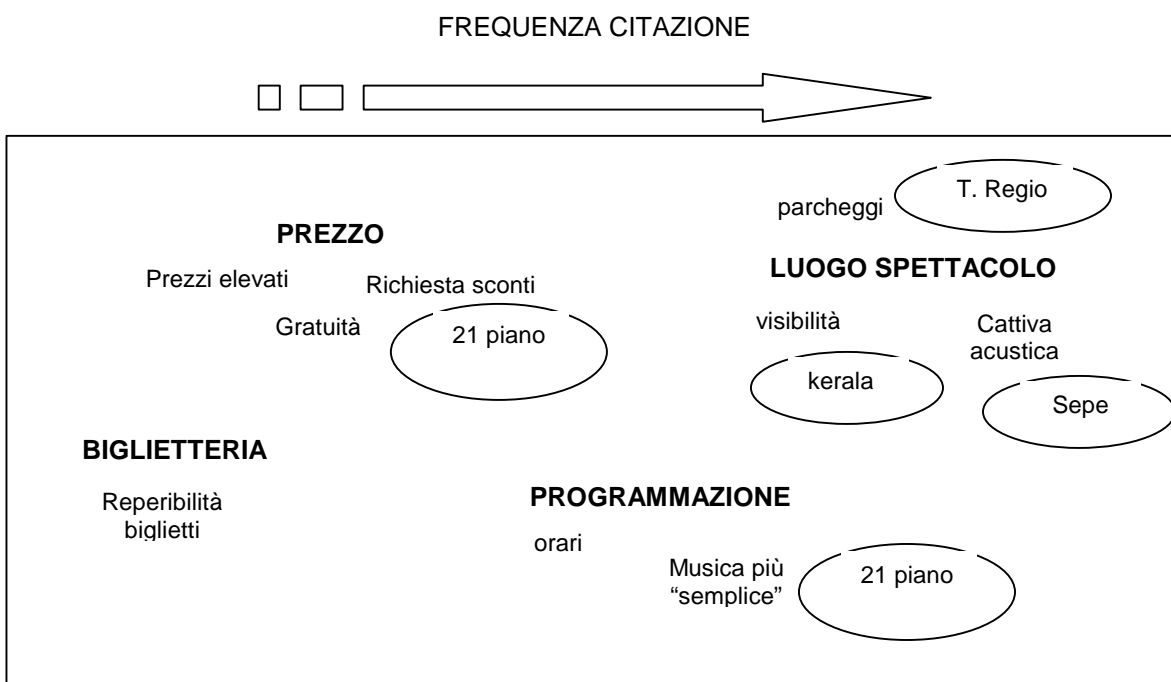 FREQUENZA CITAZIONE
parcheggi
T. Regio
PREZZO
LUOGO SPETTACOLO
Prezzi elevati
Richiesta sconti
Gratuità
21 piano
visibilità
Cattiva
acustica
kerala
Sepe
BIGLIETTERIA
Reperibilità
biglietti
PROGRAMMAZIONE
orari
Musica più
“semplice”
21 piano